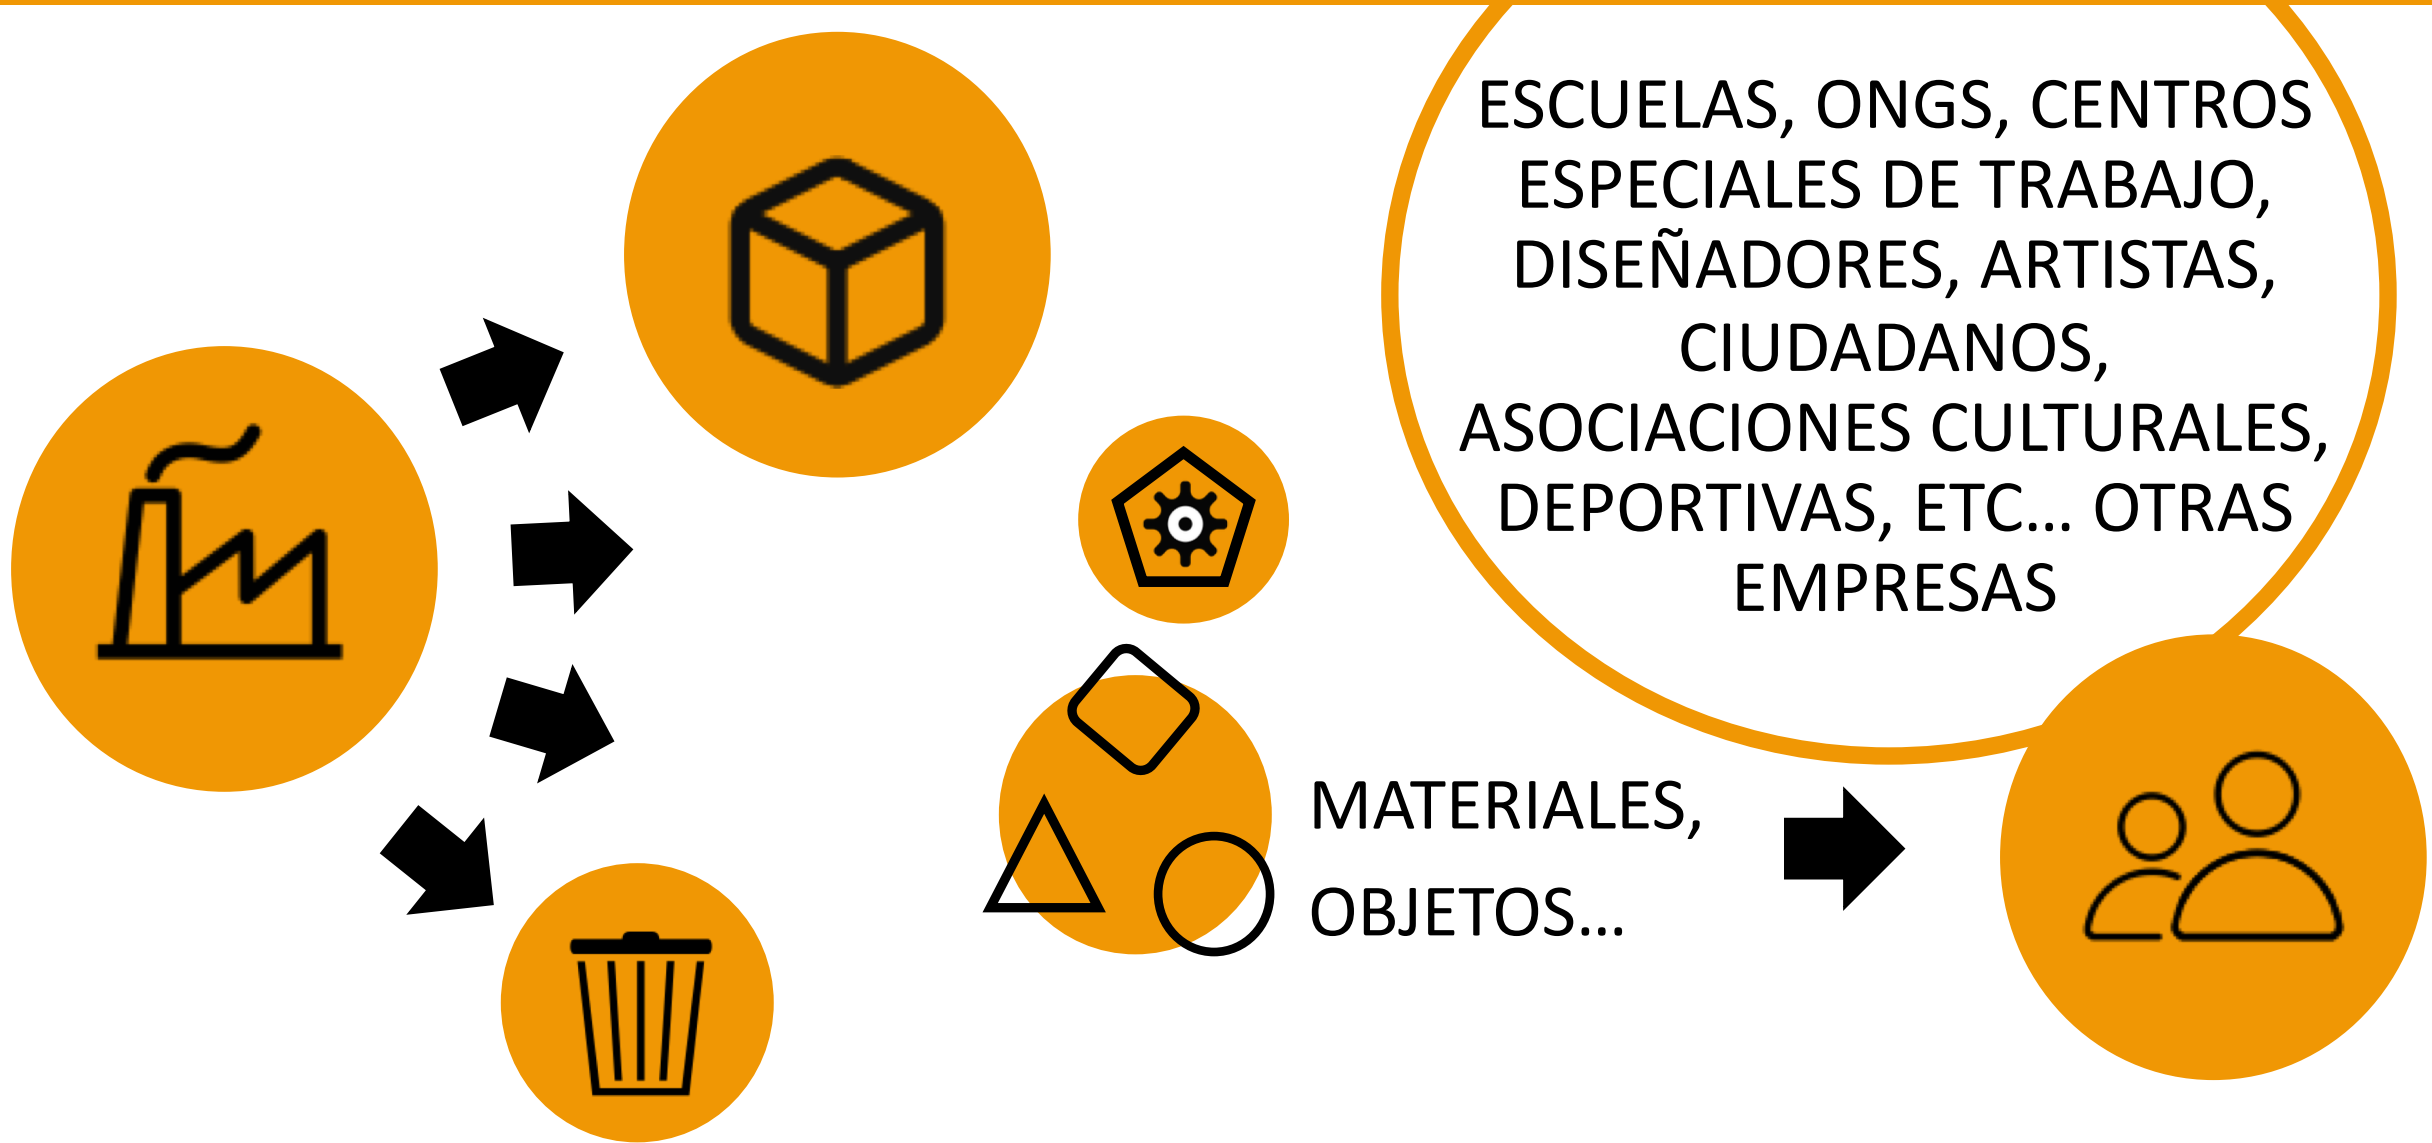 ESCUELAS, ONGS, CENTROS
ESPECIALES DE TRABAJO,
DISEÑADORES, ARTISTAS,
CIUDADANOS,
ASOCIACIONES CULTURALES,
DEPORTIVAS, ETC... OTRAS
EMPRESAS
MATERIALES,
OBJETOS...